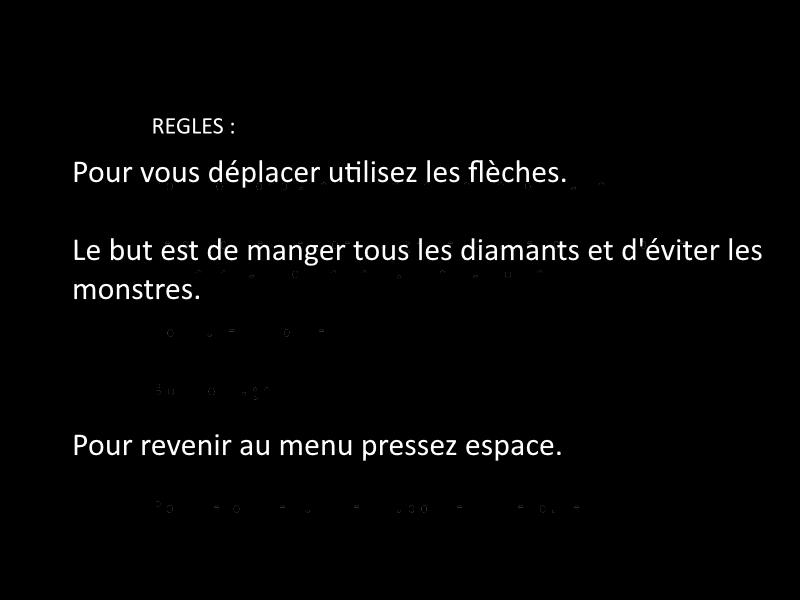 REGLES :
Pour vous déplacer utilisez les flèches.
Le but est de manger tous les diamants et d'éviter les
monstres.
Pour revenir au menu pressez espace.